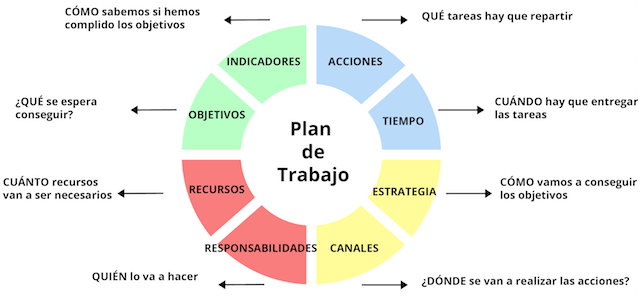 CÓMO sabemos si hemos
complido los objetivos
QUÉ tareas hay que repartir
INDICADORES
ACCIONES
¿QUÉ se espera
conseguir?
OBJETIVOS
TIEMPO
CUÁNDO hay que entregar
las tareas
Plan
de
Trabajo
CUÁNTO recursos
van a ser necesarios
RECURSOS
ESTRATEGIA
CÓMO vamos a conseguir
los objetivos
RESPONSABILIDADES
CANALES
QUIÉN lo va a hacer
¿DÓNDE se van a realizar las acciones?